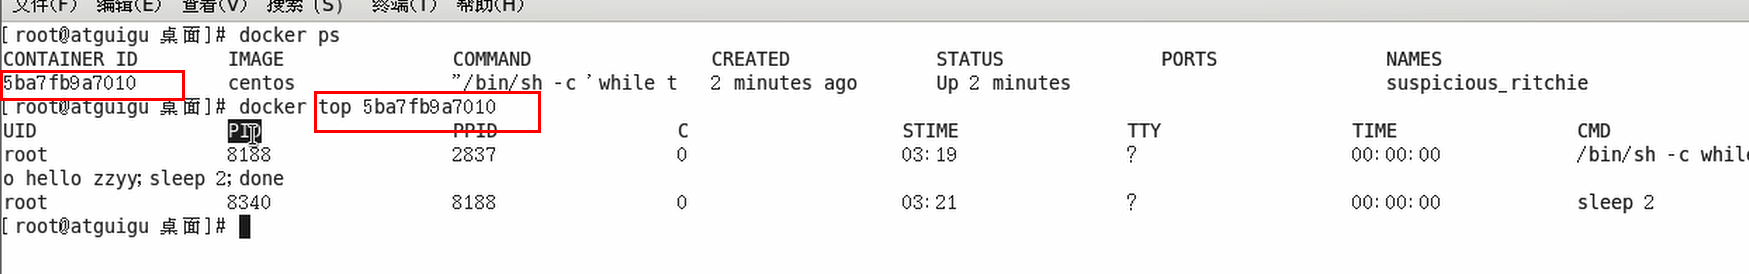 文件(F) 编辑(E) 查看(V) 搜索 (S) 终端(T) 帮助(H)
[root@atguigu 桌面]# docker ps
CONTAINER ID IMAGE COMMAND CREATED STATUS PORTS NAMES
5ba7fb9a7010 centos "/bin/sh -c 'while t 2 minutes ago Up 2 minutes suspicious_ritchie
[root@atguigu 桌面]# docker top 5ba7fb9a7010
UID PID PPID C STIME TTY TIME CMD
root 8188 2837 0 03:19 ? 00:00:00 /bin/sh -c whil
o hello zzyy; sleep 2; done
root 8340 8188 0 03:21 ? 00:00:00 sleep 2
[root@atguigu 桌面]#